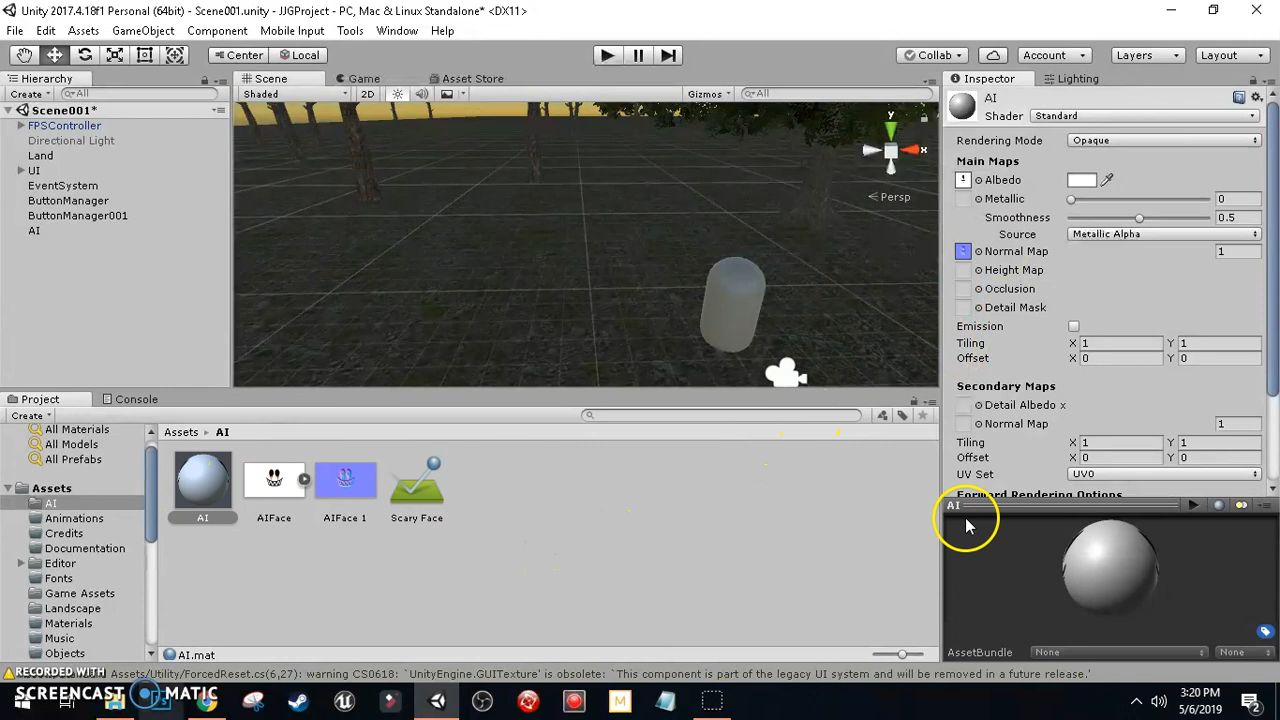 Unity 2017.4.18f1 Personal (64bit) - Scene001.unity - JJGProject - PC, Mac & Linux Standalone* <DX11>
File Edit Assets GameObject Component Mobile Input Tools Window Help
Center Local Collab Account Layers Layout
Hierarchy
Create All
Scene001*
FPSController
Directional Light
Land
UI
EventSystem
ButtonManager
ButtonManager001
AI
Scene Game Asset Store
Shaded 2D Gizmos All
y
x
Persp
Inspector Lighting
AI
Shader Standard
Rendering Mode Opaque
Main Maps
Albedo
Metallic 0
Smoothness 0.5
Source Metallic Alpha
Normal Map 1
Height Map
Occlusion
Detail Mask
Emission
Tiling X 1 Y 1
Offset X 0 Y 0
Secondary Maps
Detail Albedo x
Normal Map 1
Tiling X 1 Y 1
Offset X 0 Y 0
UV Set UV0
Forward Rendering Options
AI
AssetBundle None None
Project Console
Create
All Materials
All Models
All Prefabs
Assets
AI
Animations
Credits
Documentation
Editor
Fonts
Game Assets
Landscape
Materials
Music
Objects
Assets AI
AI AIFace AIFace 1 Scary Face
AI.mat
Assets/Utility/ForcedReset.cs(6,27): warning CS0618: `UnityEngine.GUITexture' is obsolete: `This component is part of the legacy UI system and will be removed in a future release.'
RECORDED WITH
SCREENCAST MATIC
3:20 PM
5/6/2019
2